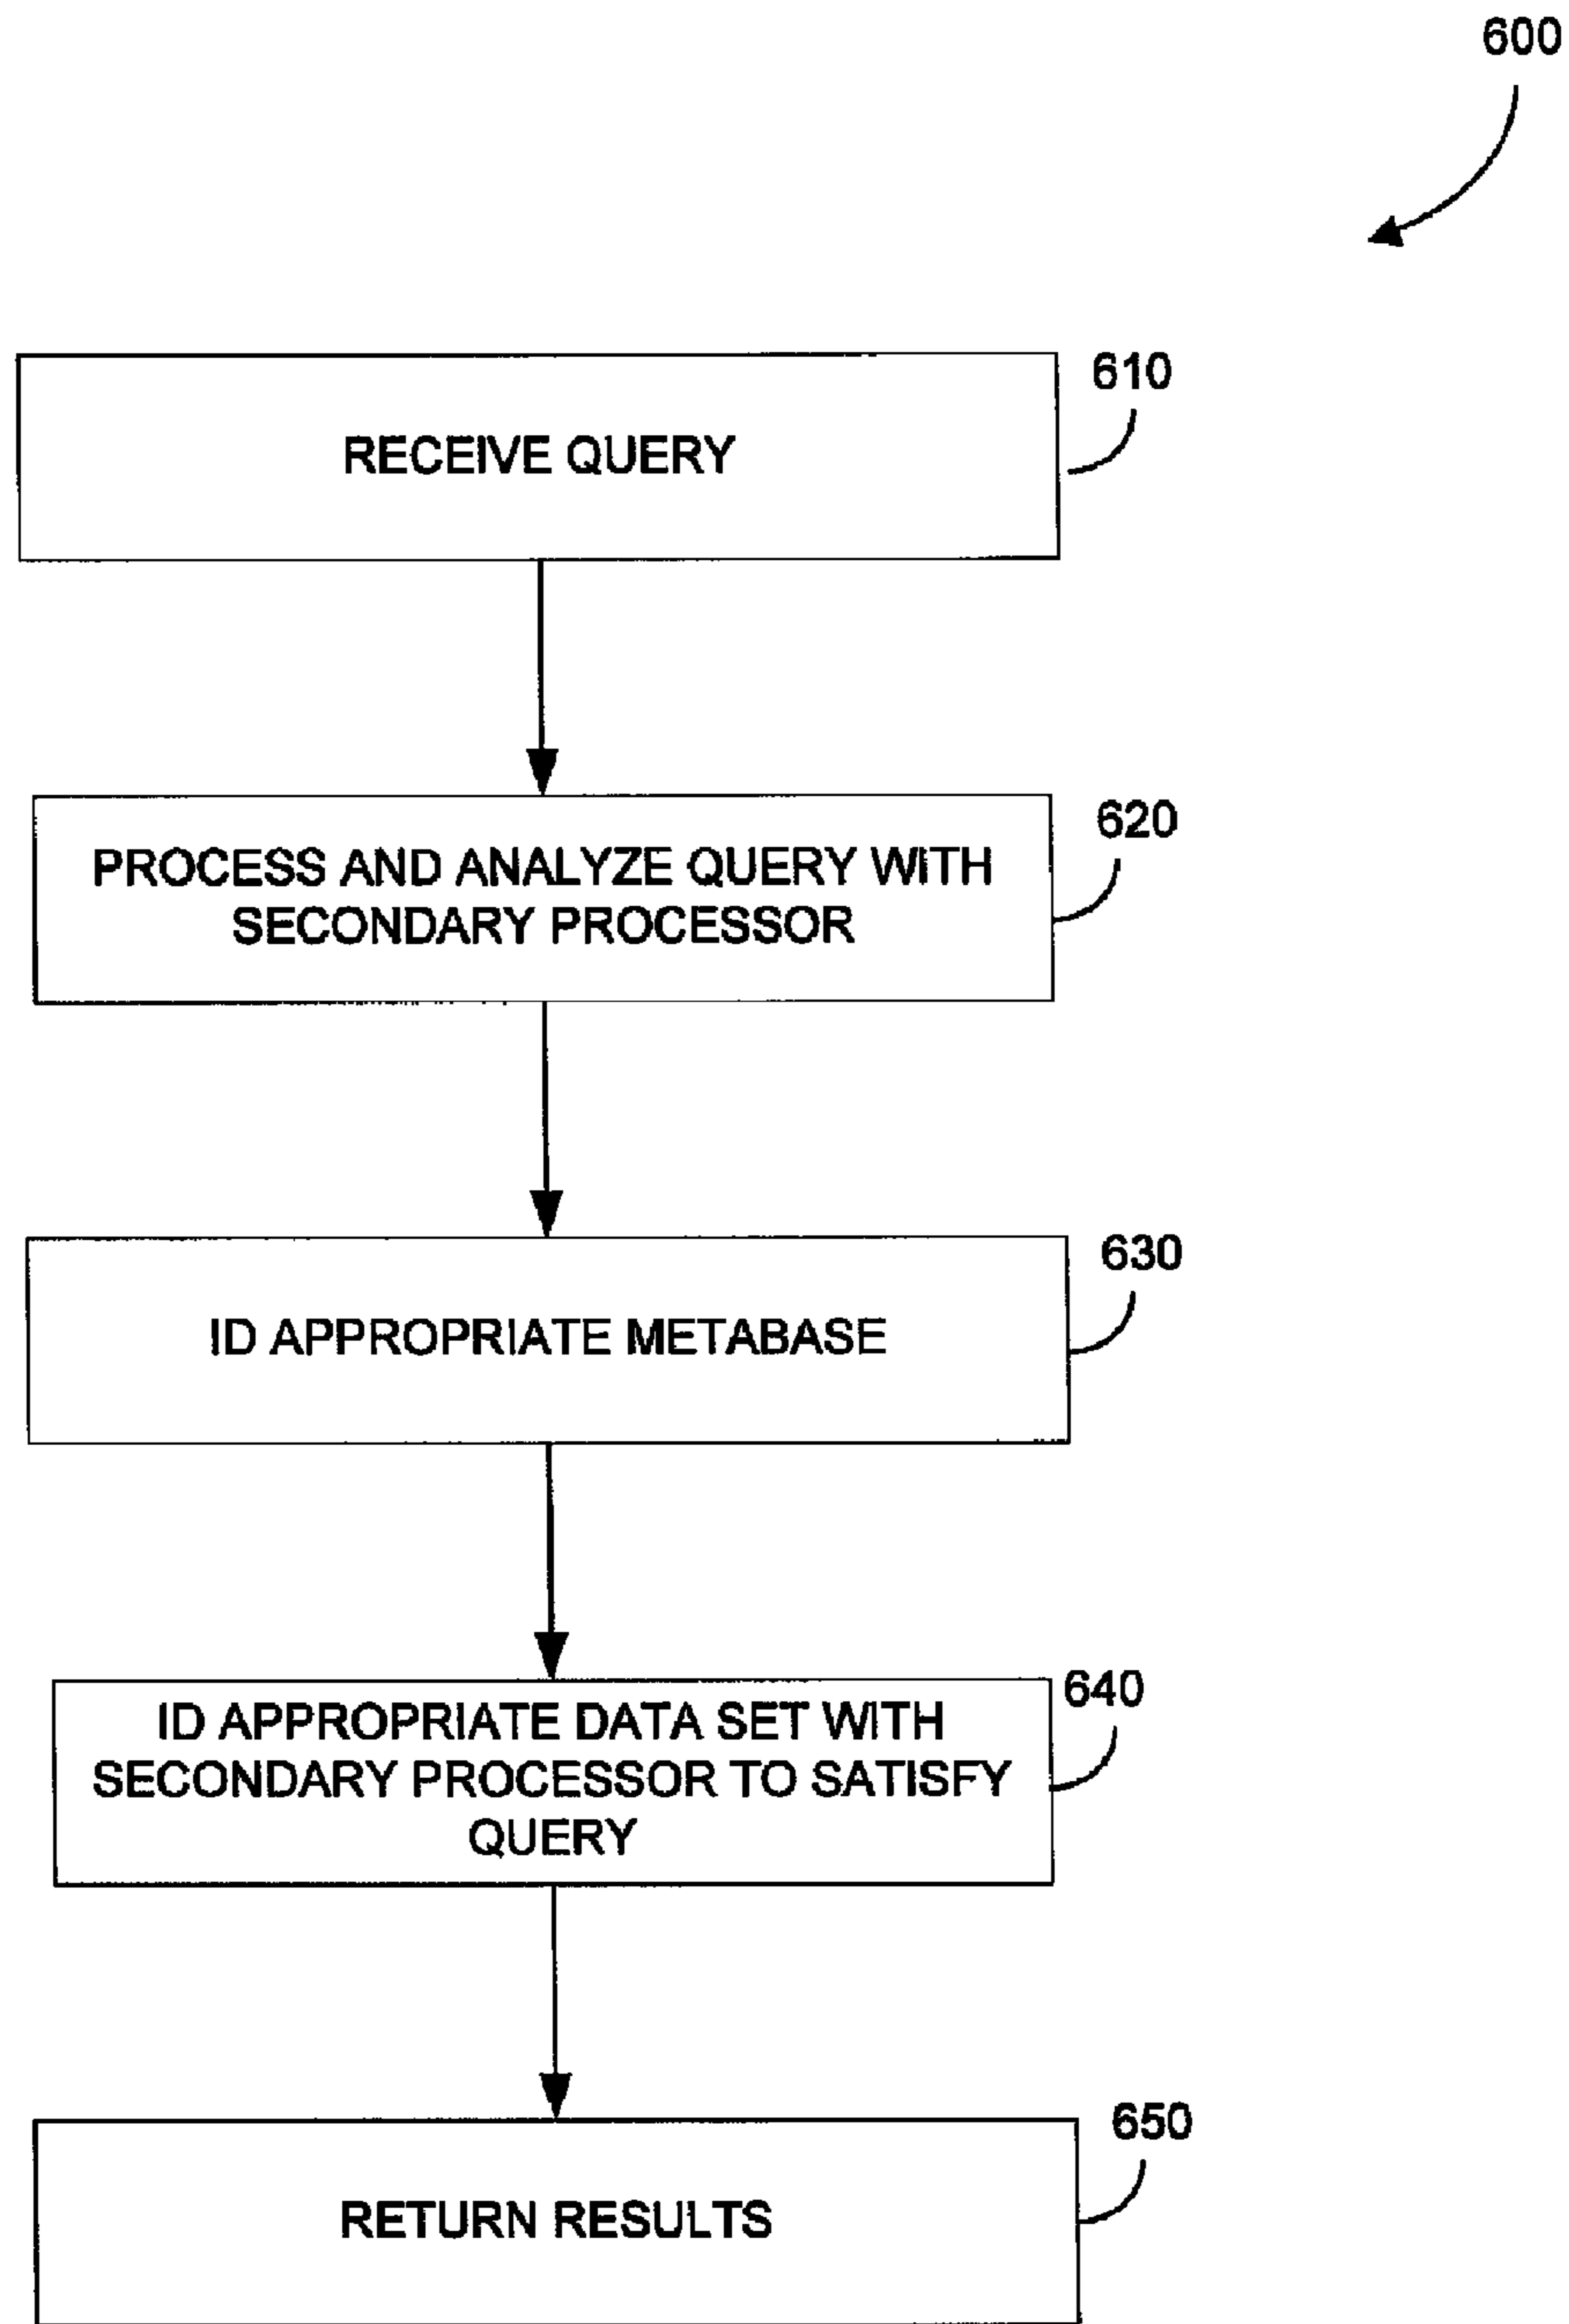 600
610
RECEIVE QUERY
620
PROCESS AND ANALYZE QUERY WITH
SECONDARY PROCESSOR
630
ID APPROPRIATE METABASE
640
ID APPROPRIATE DATA SET WITH
SECONDARY PROCESSOR TO SATISFY
QUERY
650
RETURN RESULTS